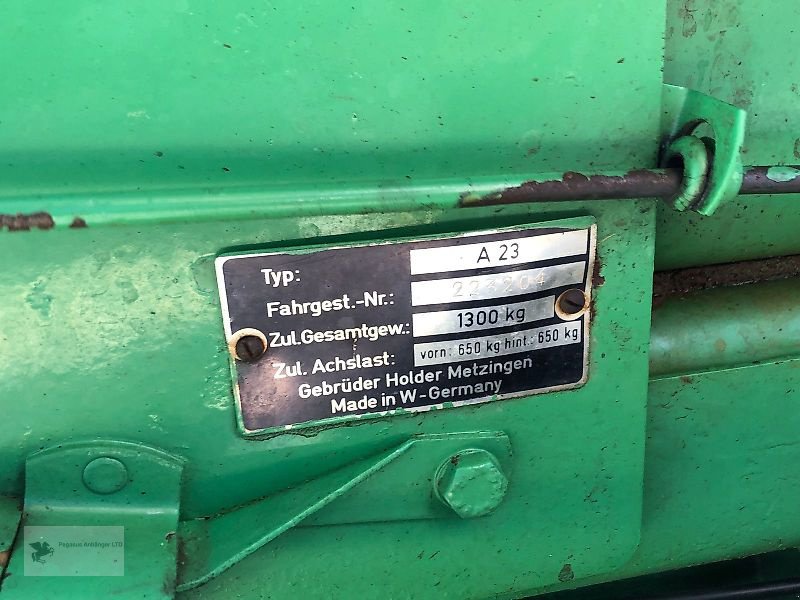 Typ: A 23
Fahrgest.-Nr.: 223204
Zul.Gesamtgew.: 1300 kg
Zul. Achslast: vorn: 650 kg hint.: 650 kg
Gebrüder Holder Metzingen
Made in W-Germany
Pegasus Anhänger LTD